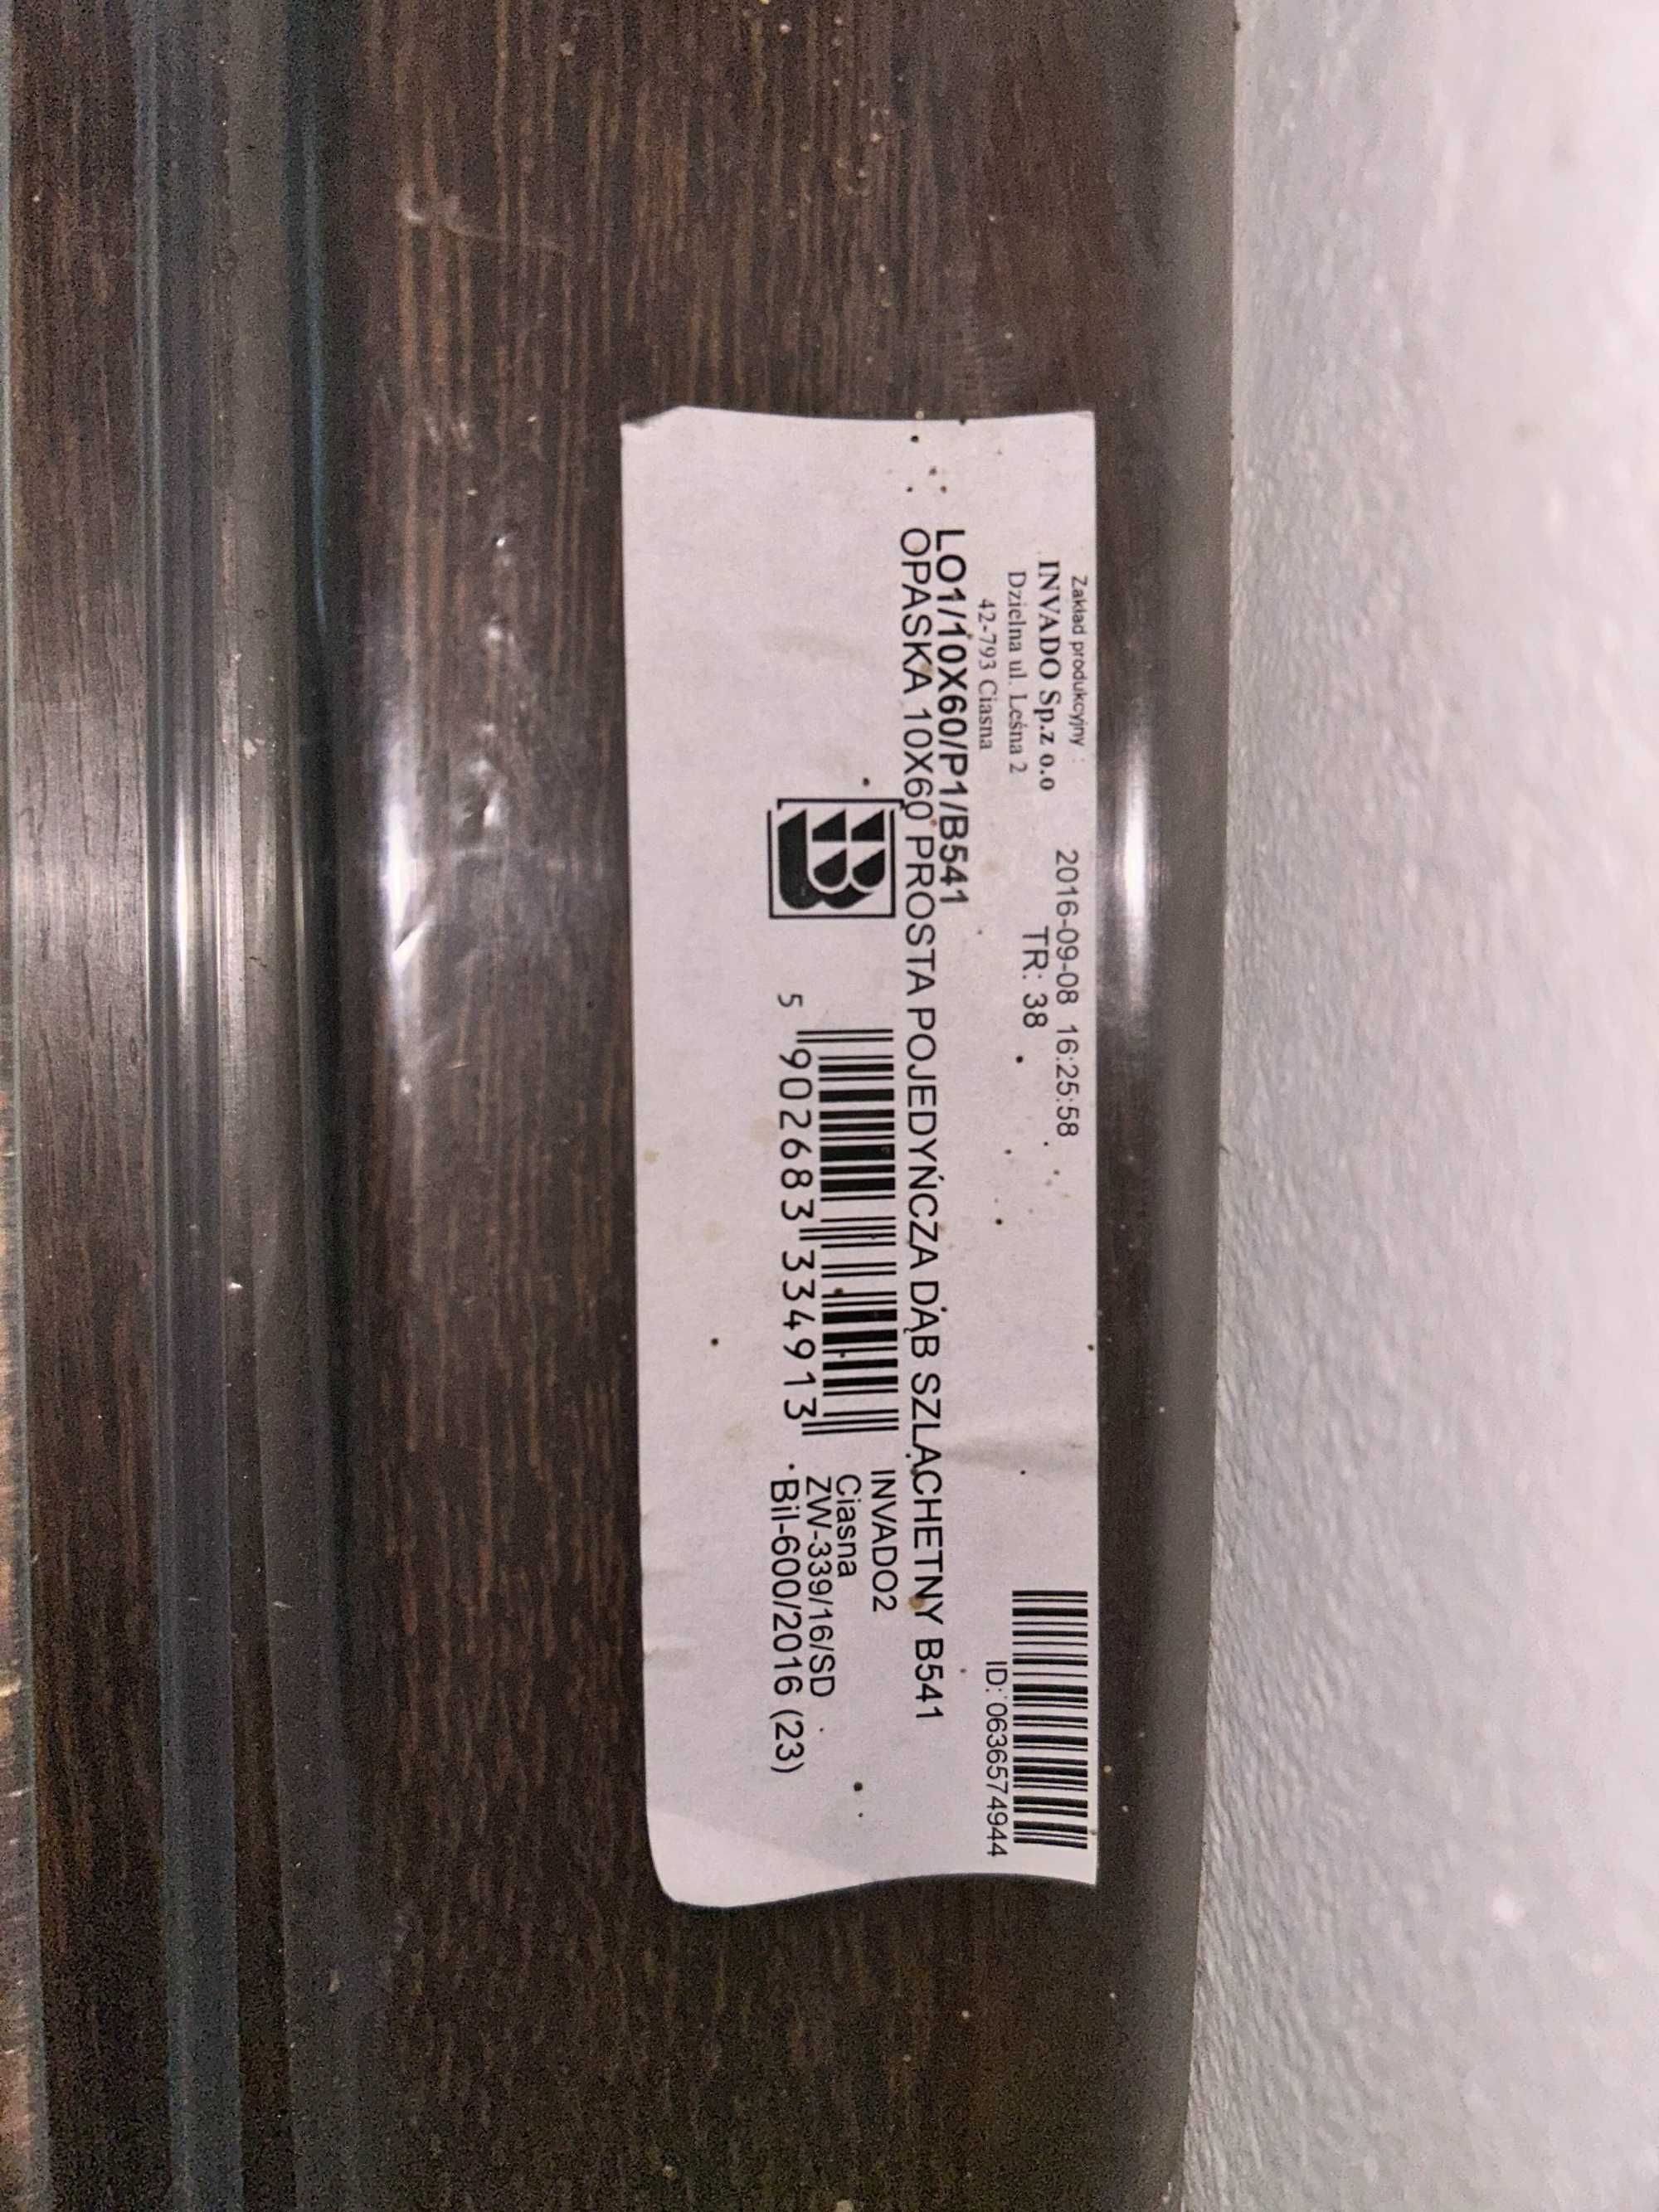 Zakład produkcyjny :
INVADO Sp.z o.o
Dzielna ul. Leśna 2
42-793 Ciasna
2016-09-08 16:25:58
TR: 38
ID: 0636574944
LO1/10X60/P1/B541
OPASKA 10X60 PROSTA POJEDYŃCZA DĄB SZLACHETNY B541
5 902683 334913
INVADO2
Ciasna
ZW-339/16/SD
Bil-600/2016 (23)